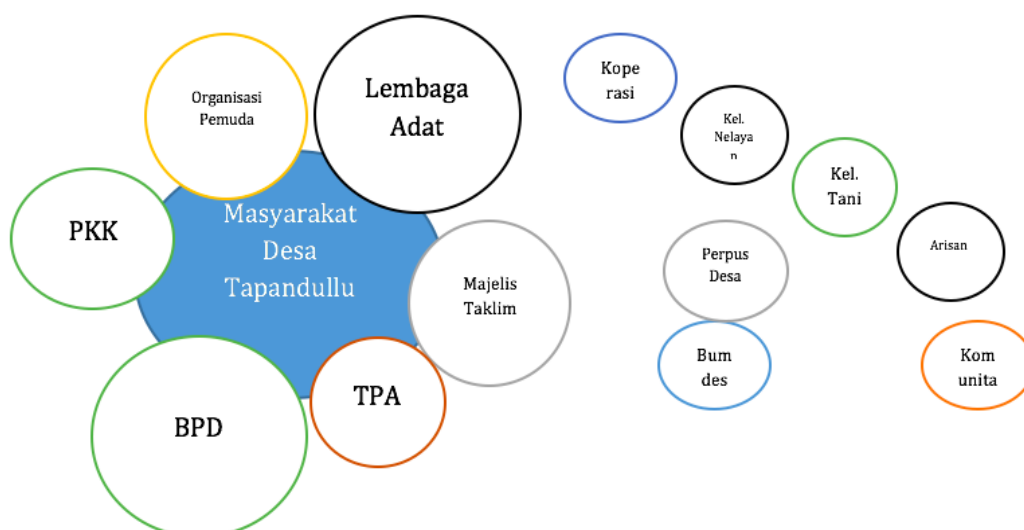 Organisasi
Pemuda
Lembaga
Adat
PKK
Masyarakat
Desa
Tapandullu
Majelis
Taklim
BPD
TPA
Kope
rasi
Kel.
Nelaya
n
Kel.
Tani
Arisan
Perpus
Desa
Bum
des
Kom
unita